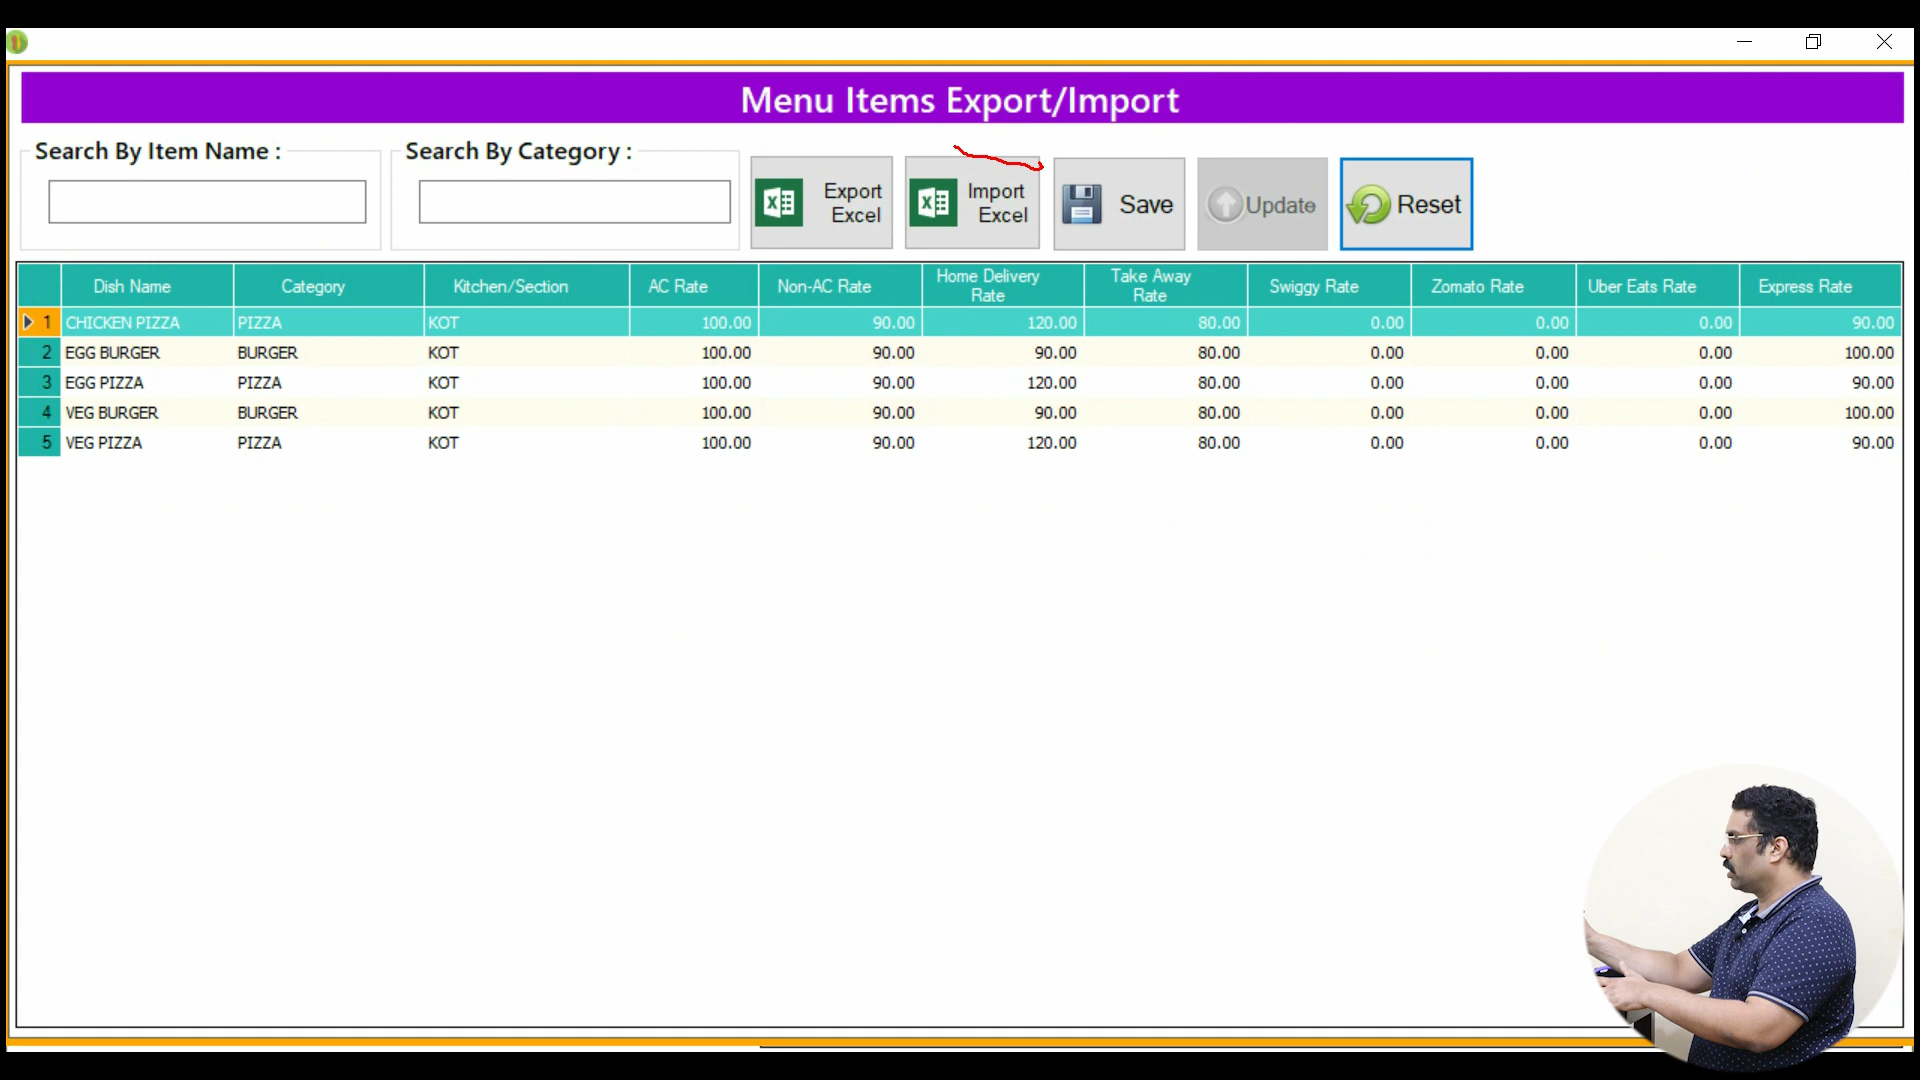 Menu Items Export/Import
Search By Item Name :
Search By Category :
Export Excel
Import Excel
Save
Update
Reset
Dish Name Category Kitchen/Section AC Rate Non-AC Rate Home Delivery Rate Take Away Rate Swiggy Rate Zomato Rate Uber Eats Rate Express Rate
1 CHICKEN PIZZA PIZZA KOT 100.00 90.00 120.00 80.00 0.00 0.00 0.00 90.00
2 EGG BURGER BURGER KOT 100.00 90.00 90.00 80.00 0.00 0.00 0.00 100.00
3 EGG PIZZA PIZZA KOT 100.00 90.00 120.00 80.00 0.00 0.00 0.00 90.00
4 VEG BURGER BURGER KOT 100.00 90.00 90.00 80.00 0.00 0.00 0.00 100.00
5 VEG PIZZA PIZZA KOT 100.00 90.00 120.00 80.00 0.00 0.00 0.00 90.00